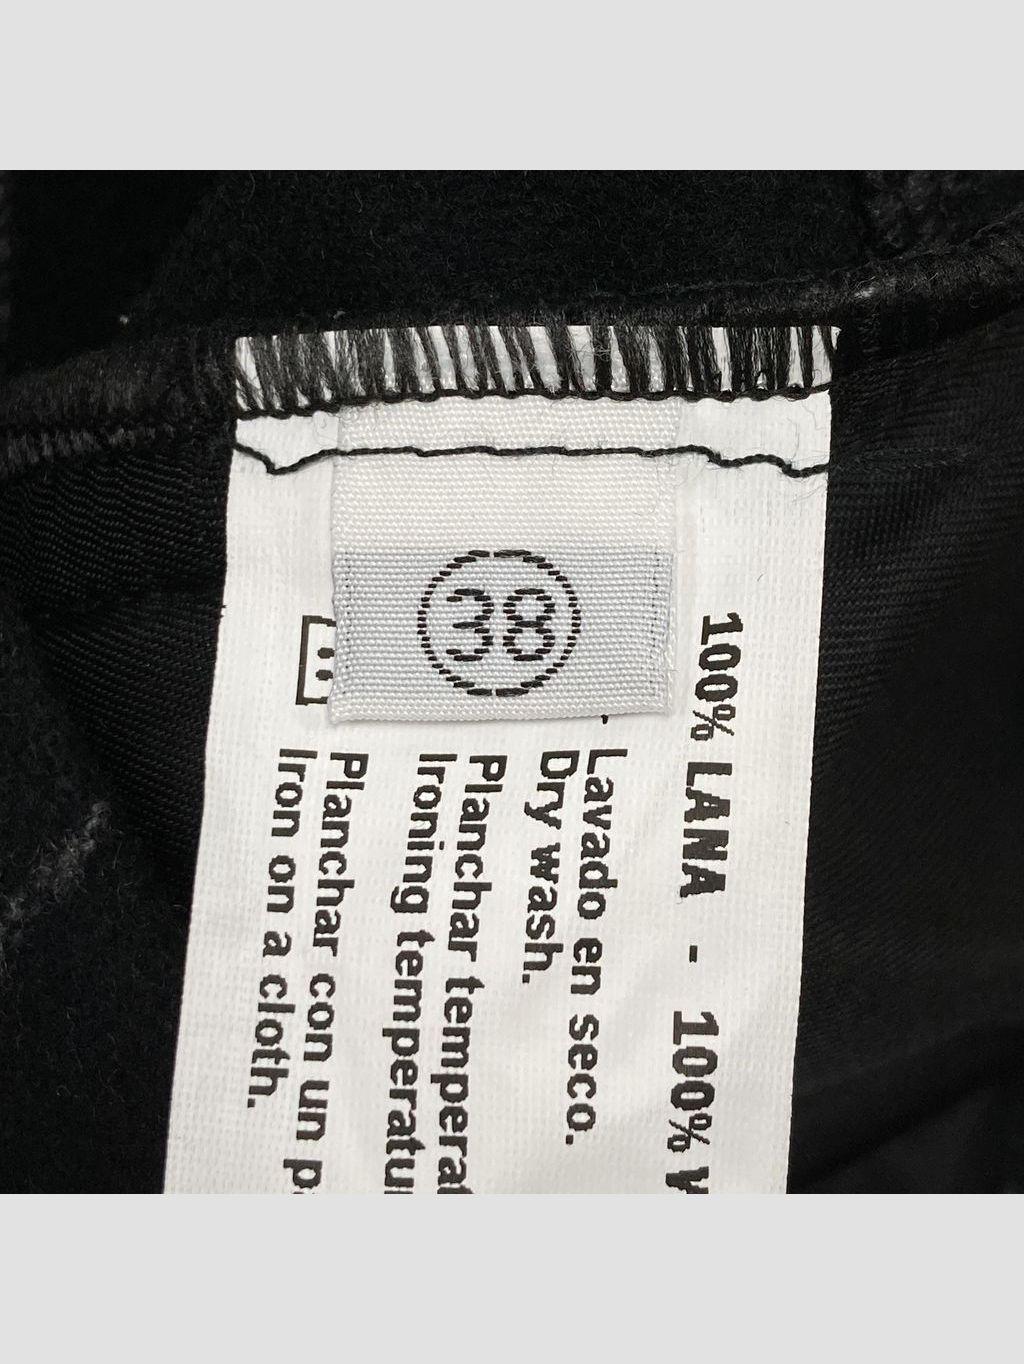 38
100% LANA - 100%
Lavado en seco.
Dry wash.
Planchar
Ironing
Planchar con un
Iron on a cloth.